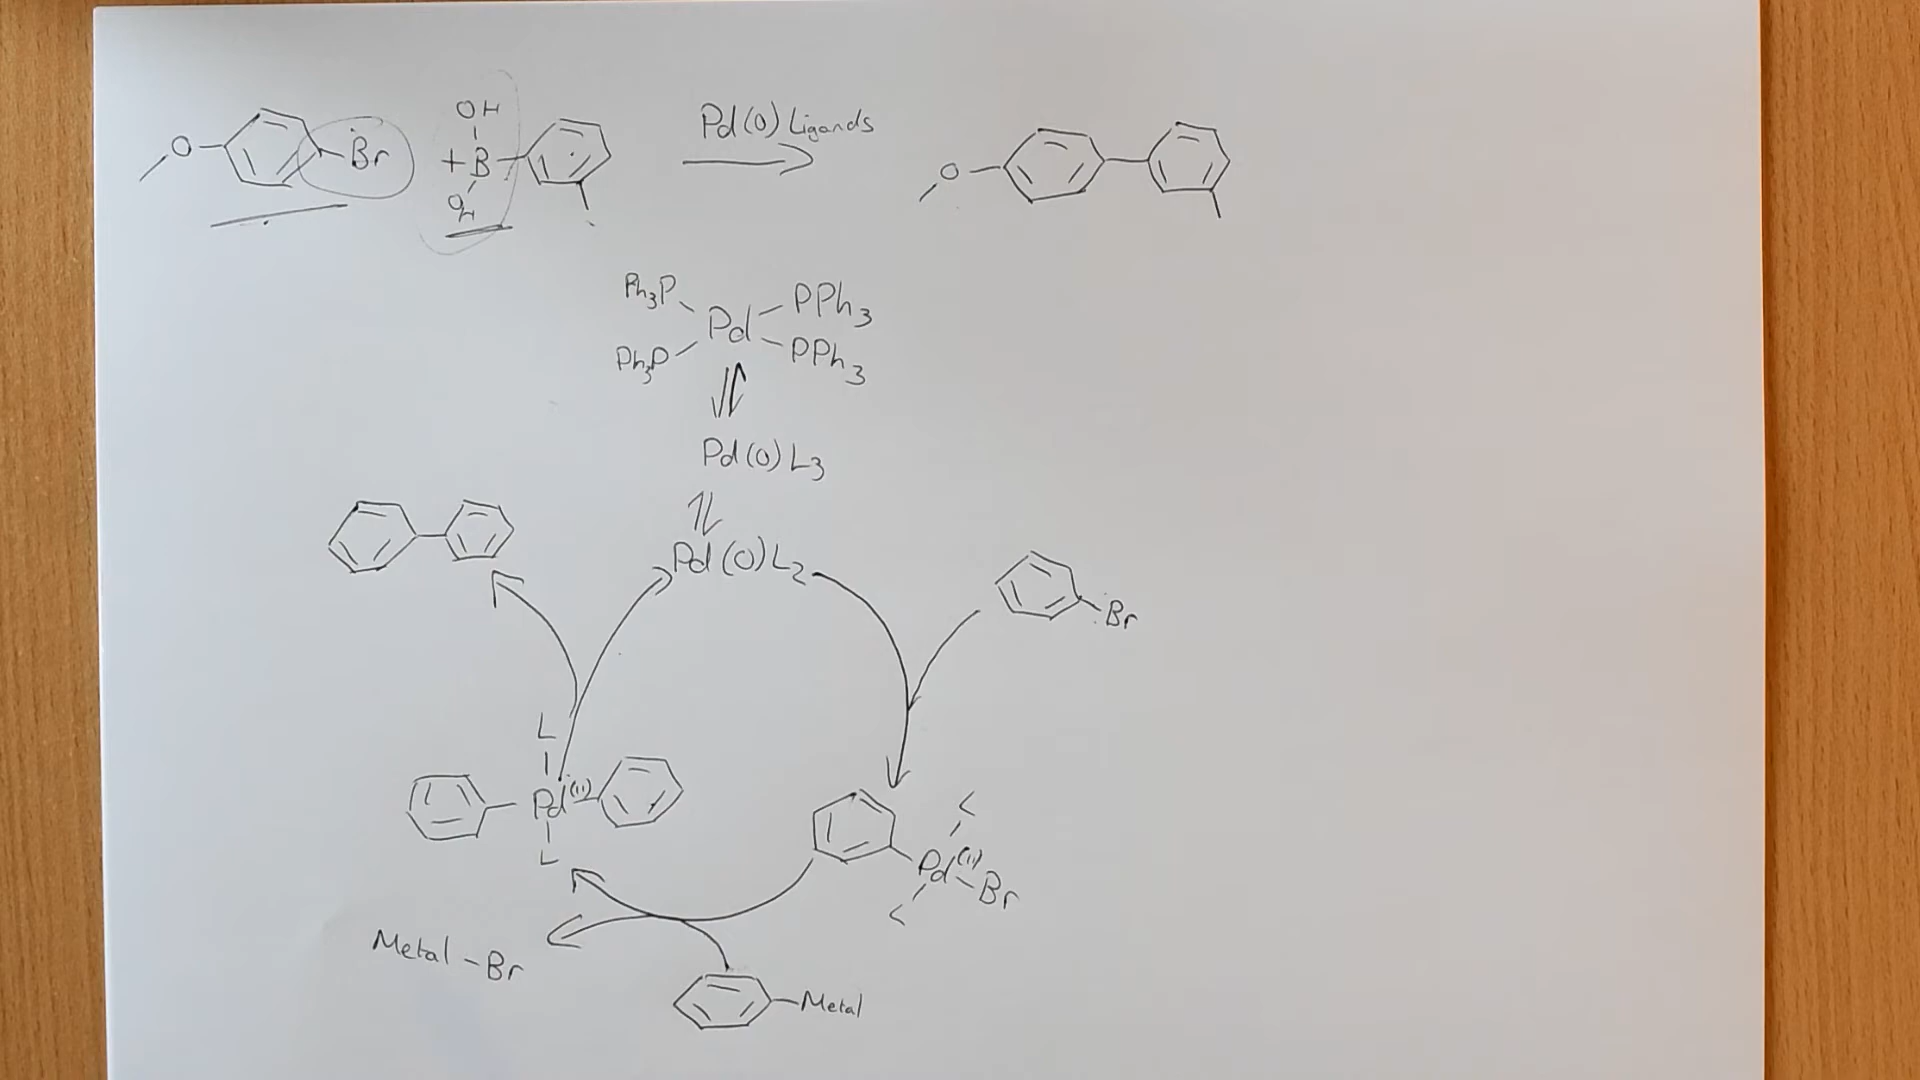 OH
Pd(0) Ligands
O
Br
+ B
O
OH
Ph3P
PPh3
Pd
Ph3P
PPh3
Pd(0) L3
Pd(0) L2
Br
L
Pd(II)
L
L
Pd(II)
Br
L
Metal - Br
Metal